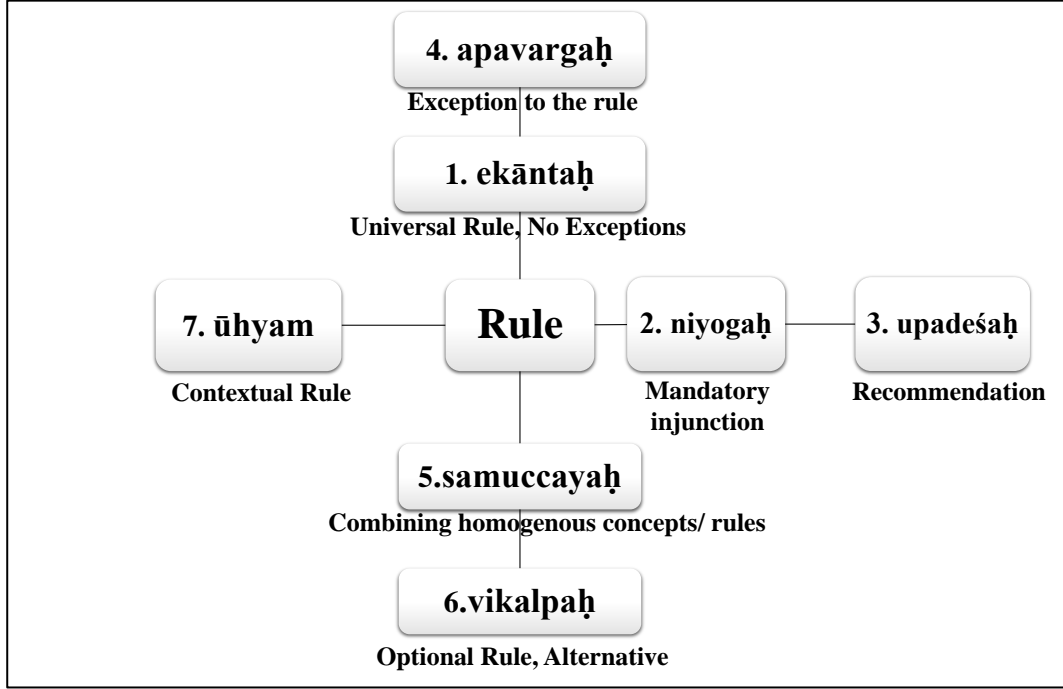 4. apavargaḥ
Exception to the rule
1. ekāntaḥ
Universal Rule, No Exceptions
7. ūhyam
Contextual Rule
Rule
2. niyogaḥ
Mandatory
injunction
3. upadeśaḥ
Recommendation
5.samuccayaḥ
Combining homogenous concepts/ rules
6.vikalpaḥ
Optional Rule, Alternative